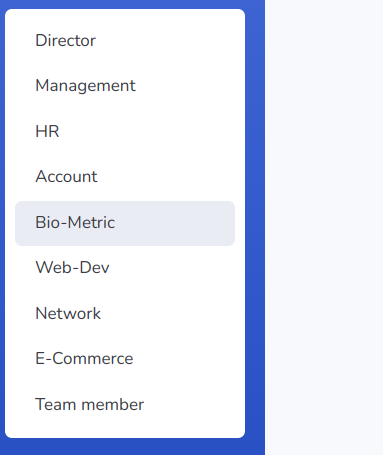 Director
Management
HR
Account
Bio-Metric
Web-Dev
Network
E-Commerce
Team member